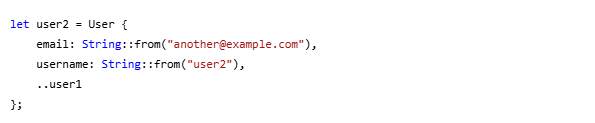 let user2 = User {
    email: String::from("another@example.com"),
    username: String::from("user2"),
    ..user1
};